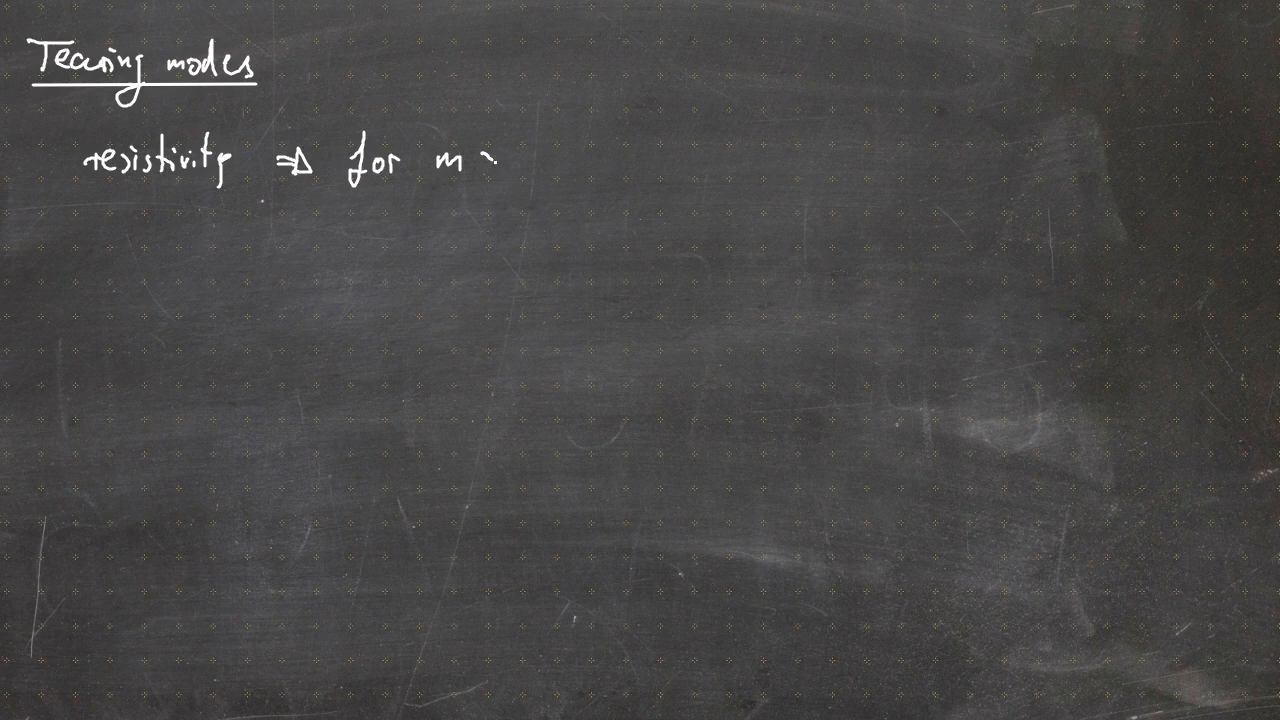 Tearing modes
resistivity ⇒ for m